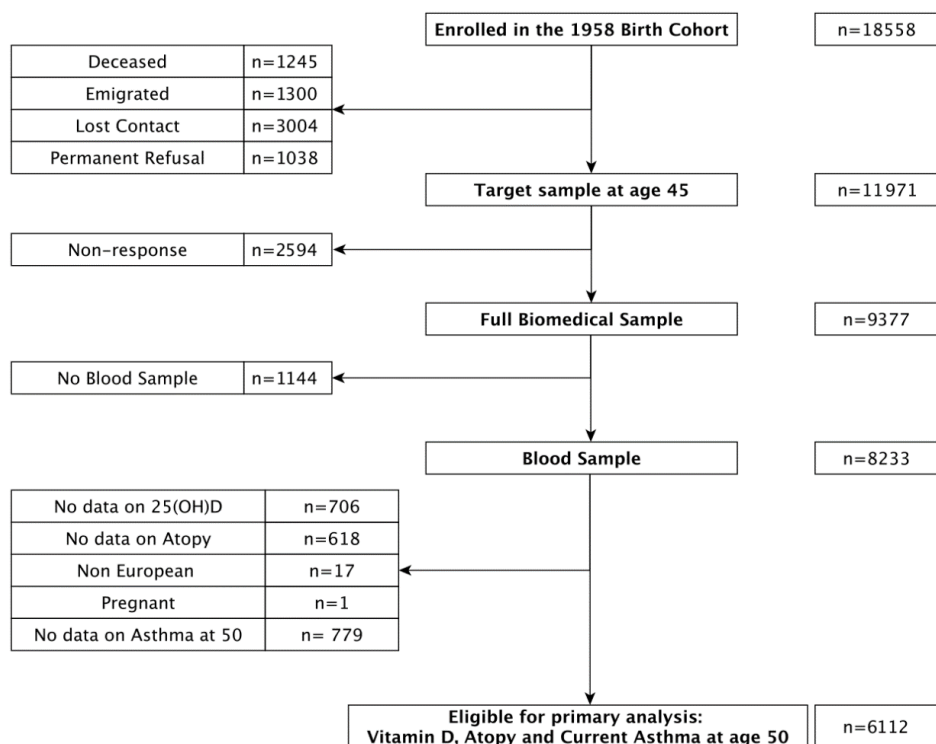 Enrolled in the 1958 Birth Cohort n=18558
Deceased n=1245
Emigrated n=1300
Lost Contact n=3004
Permanent Refusal n=1038
Target sample at age 45 n=11971
Non-response n=2594
Full Biomedical Sample n=9377
No Blood Sample n=1144
Blood Sample n=8233
No data on 25(OH)D n=706
No data on Atopy n=618
Non European n=17
Pregnant n=1
No data on Asthma at 50 n= 779
Eligible for primary analysis:
Vitamin D, Atopy and Current Asthma at age 50 n=6112